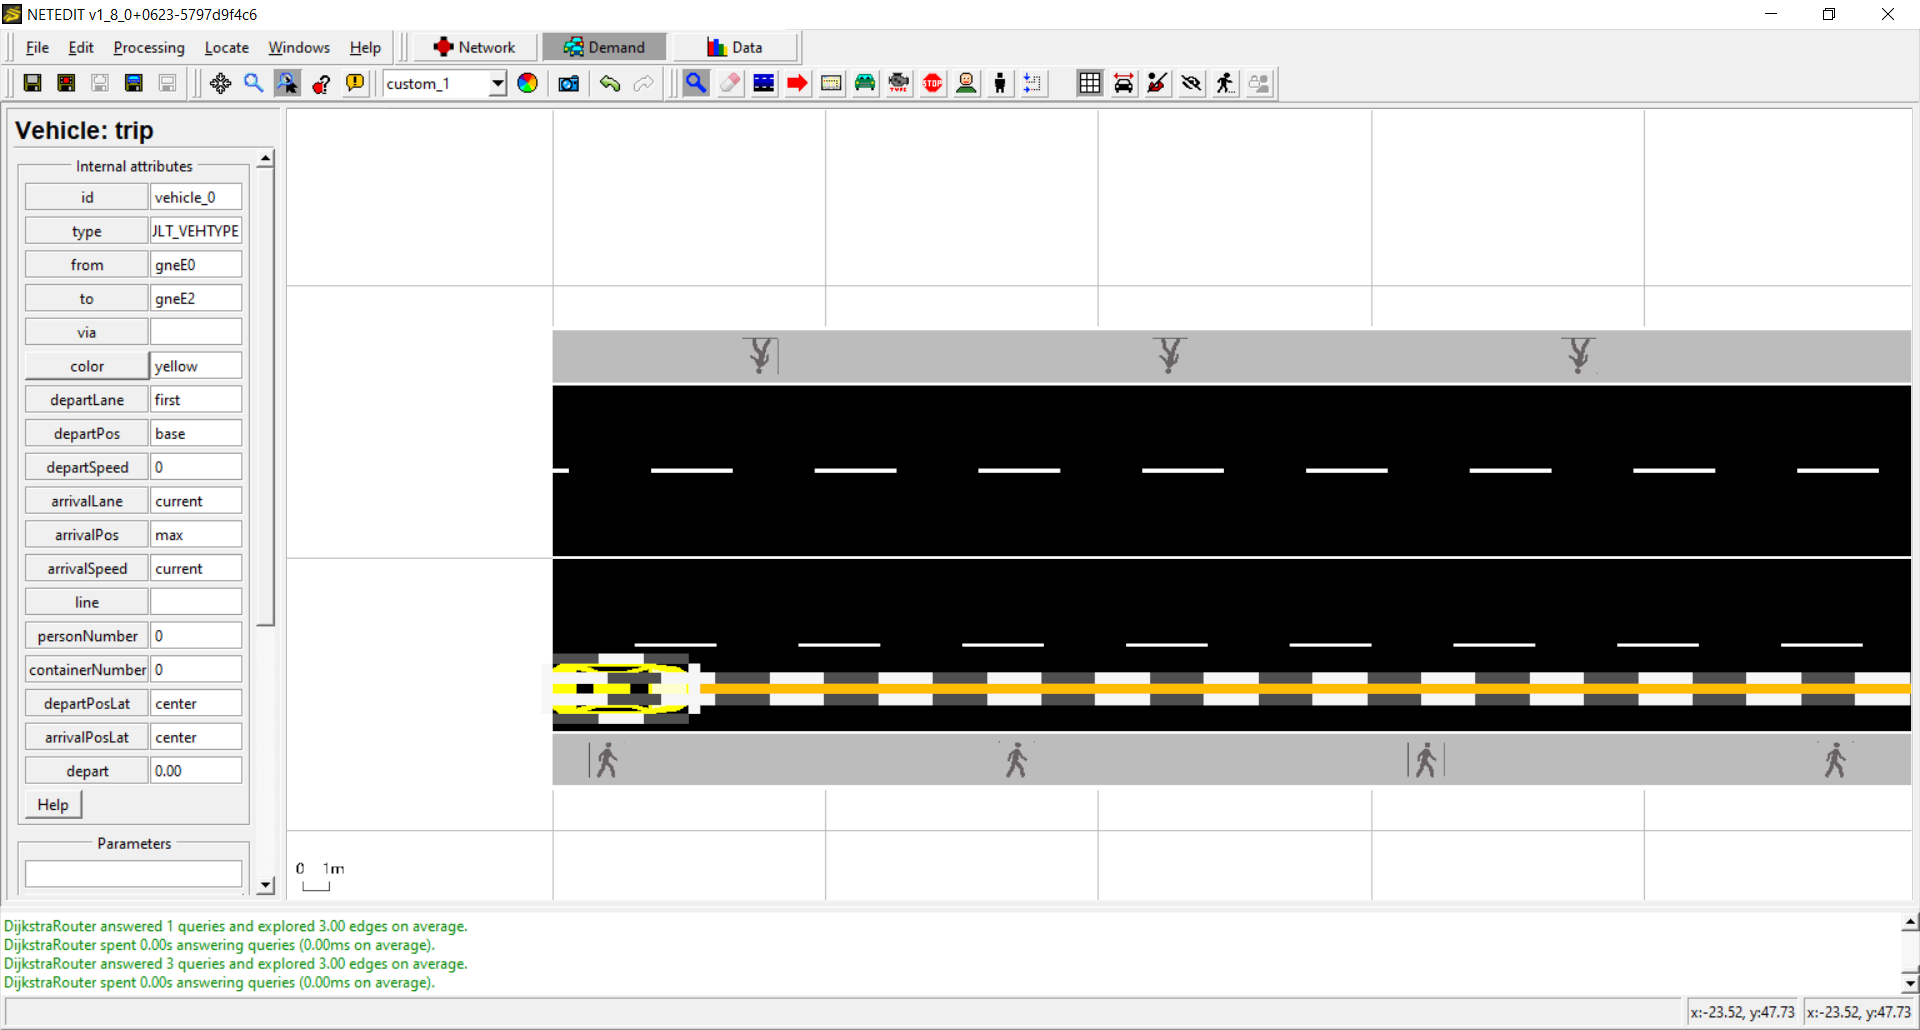 NETEDIT v1_8_0+0623-5797d9f4c6
File Edit Processing Locate Windows Help Network Demand Data
custom_1
TYPE STOP
Vehicle: trip
Internal attributes
id vehicle_0
type JLT_VEHTYPE
from gneE0
to gneE2
via
color yellow
departLane first
departPos base
departSpeed 0
arrivalLane current
arrivalPos max
arrivalSpeed current
line
personNumber 0
containerNumber 0
departPosLat center
arrivalPosLat center
depart 0.00
Help
Parameters
0 1m
DijkstraRouter answered 1 queries and explored 3.00 edges on average.
DijkstraRouter spent 0.00s answering queries (0.00ms on average).
DijkstraRouter answered 3 queries and explored 3.00 edges on average.
DijkstraRouter spent 0.00s answering queries (0.00ms on average).
x:-23.52, y:47.73 x:-23.52, y:47.73